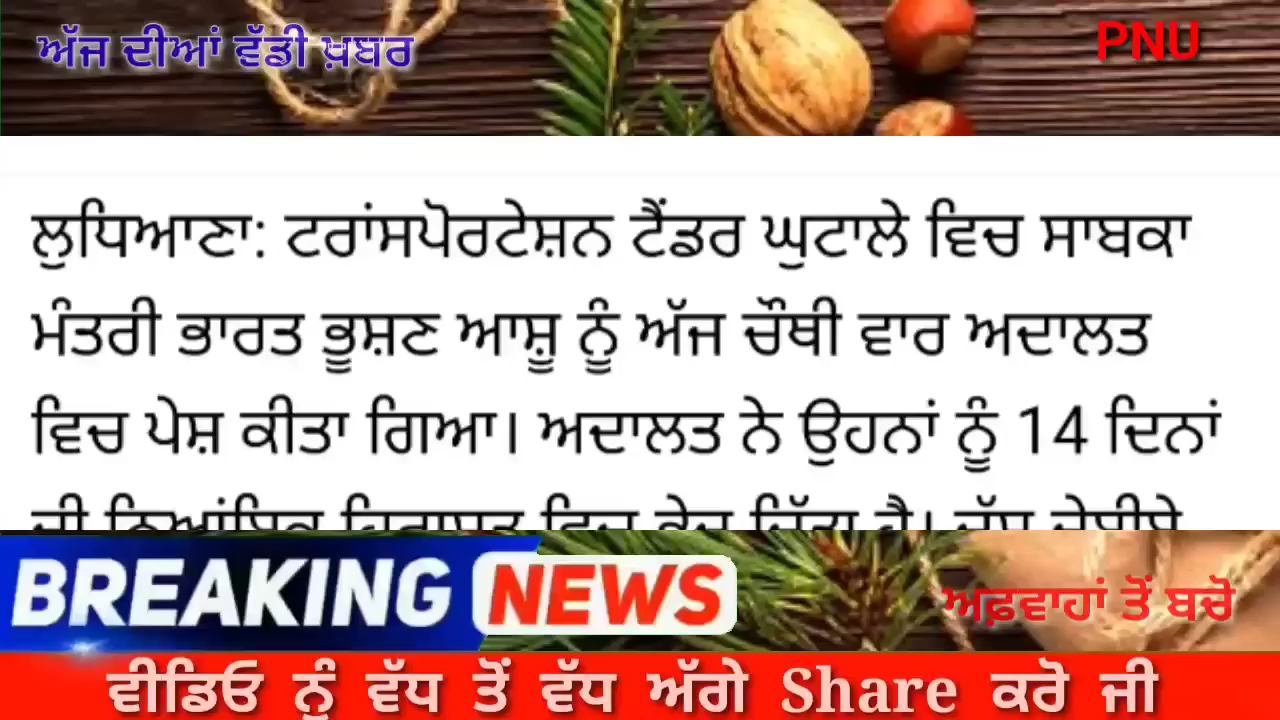 ਅੱਜ ਦੀਆਂ ਵੱਡੀ ਖ਼ਬਰ
PNU
ਲੁਧਿਆਣਾ: ਟਰਾਂਸਪੋਰਟੇਸ਼ਨ ਟੈਂਡਰ ਘੁਟਾਲੇ ਵਿਚ ਸਾਬਕਾ
ਮੰਤਰੀ ਭਾਰਤ ਭੂਸ਼ਣ ਆਸ਼ੂ ਨੂੰ ਅੱਜ ਚੌਥੀ ਵਾਰ ਅਦਾਲਤ
ਵਿਚ ਪੇਸ਼ ਕੀਤਾ ਗਿਆ। ਅਦਾਲਤ ਨੇ ਉਹਨਾਂ ਨੂੰ 14 ਦਿਨਾਂ
BREAKING NEWS
ਅਫ਼ਵਾਹਾਂ ਤੋਂ ਬਚੋ
ਵੀਡਿਓ ਨੂੰ ਵੱਧ ਤੋਂ ਵੱਧ ਅੱਗੇ Share ਕਰੋ ਜੀ